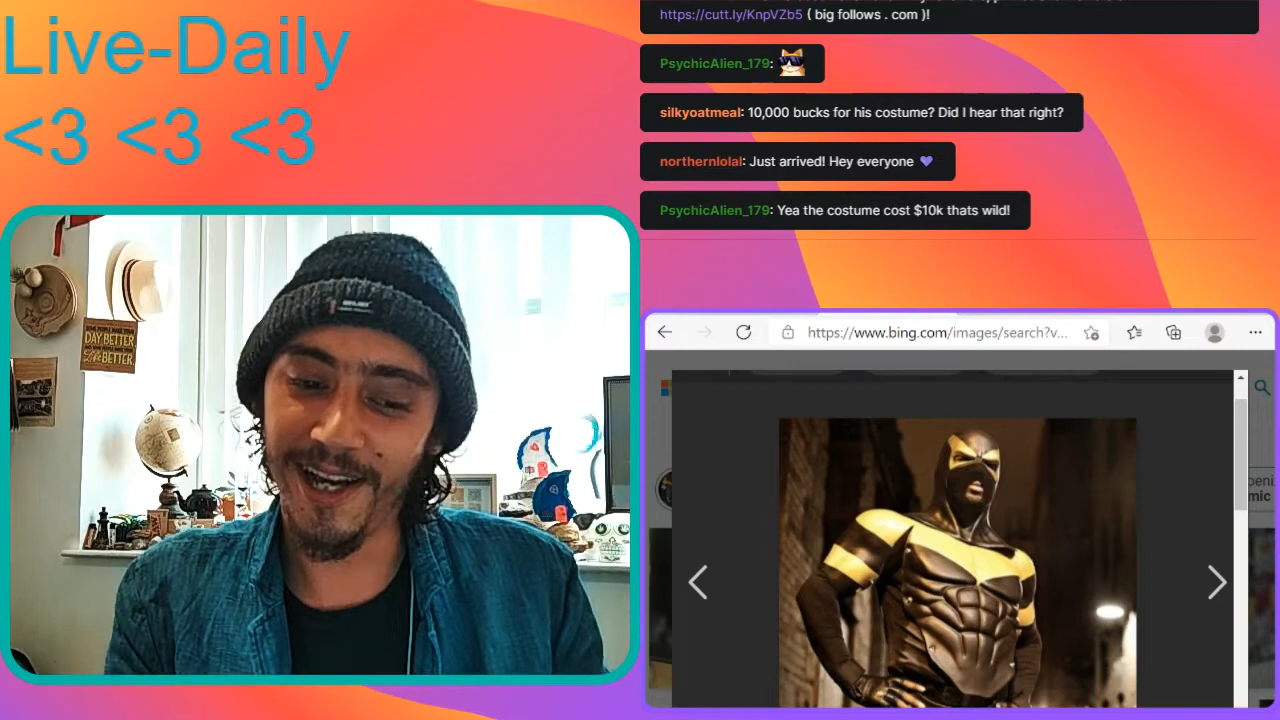 Live-Daily
<3 <3 <3
https://cutt.ly/KnpVZb5 ( big follows . com )!
PsychicAlien_179:
silkyoatmeal: 10,000 bucks for his costume? Did I hear that right?
northernlolal: Just arrived! Hey everyone 💜
PsychicAlien_179: Yea the costume cost $10k thats wild!
https://www.bing.com/images/search?v...
DAY BETTER
BETTER